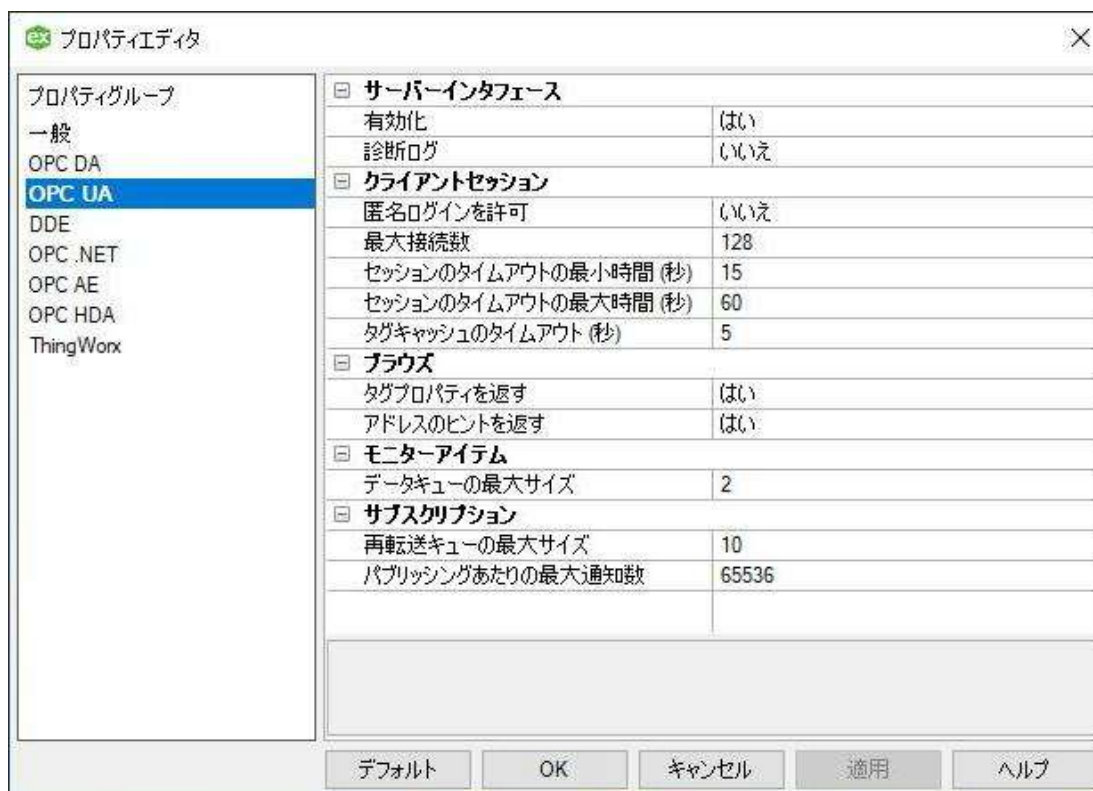 プロパティエディタ
プロパティグループ
一般
OPC DA
OPC UA
DDE
OPC .NET
OPC AE
OPC HDA
ThingWorx
サーバーインタフェース
有効化 はい
診断ログ いいえ
クライアントセッション
匿名ログインを許可 いいえ
最大接続数 128
セッションのタイムアウトの最小時間 (秒) 15
セッションのタイムアウトの最大時間 (秒) 60
タグキャッシュのタイムアウト (秒) 5
ブラウズ
タグプロパティを返す はい
アドレスのヒントを返す はい
モニターアイテム
データキューの最大サイズ 2
サブスクリプション
再転送キューの最大サイズ 10
パブリッシングあたりの最大通知数 65536
デフォルト OK キャンセル 適用 ヘルプ